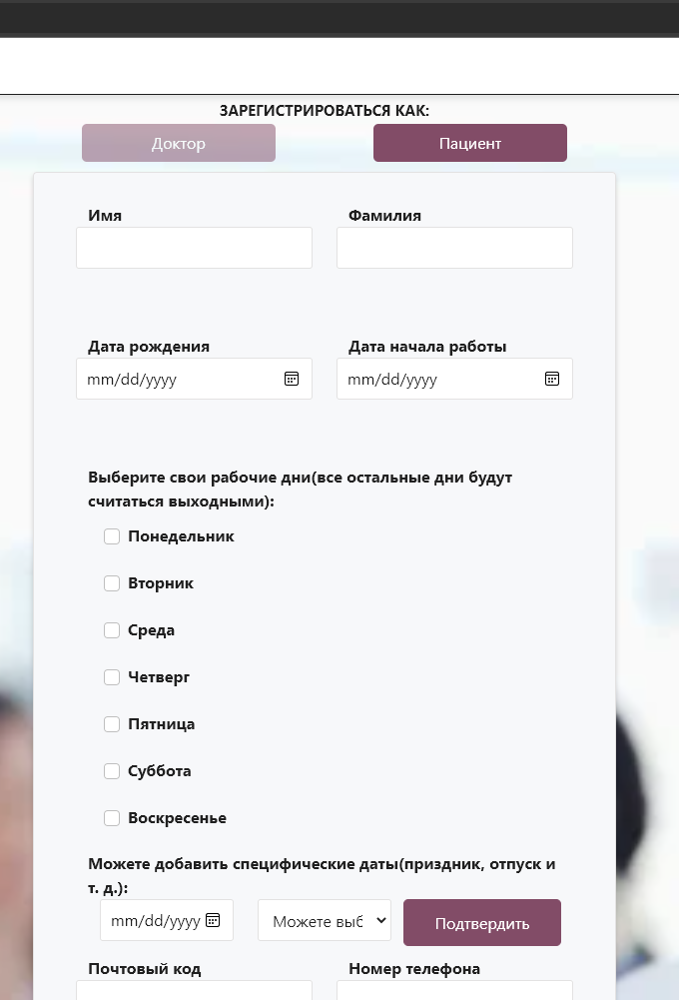 ЗАРЕГИСТРИРОВАТЬСЯ КАК:
Доктор Пациент
Имя Фамилия
Дата рождения Дата начала работы
mm/dd/yyyy mm/dd/yyyy
Выберите свои рабочие дни(все остальные дни будут
считаться выходными):
Понедельник
Вторник
Среда
Четверг
Пятница
Суббота
Воскресенье
Можете добавить специфические даты(приздник, отпуск и
т. д.):
mm/dd/yyyy Можете выб Подтвердить
Почтовый код Номер телефона